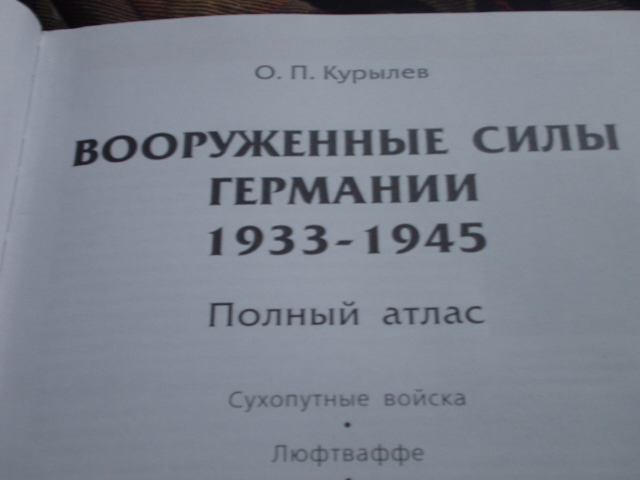 О. П. Курылев
ВООРУЖЕННЫЕ СИЛЫ
ГЕРМАНИИ
1933-1945
Полный атлас
Сухопутные войска
•
Люфтваффе
•